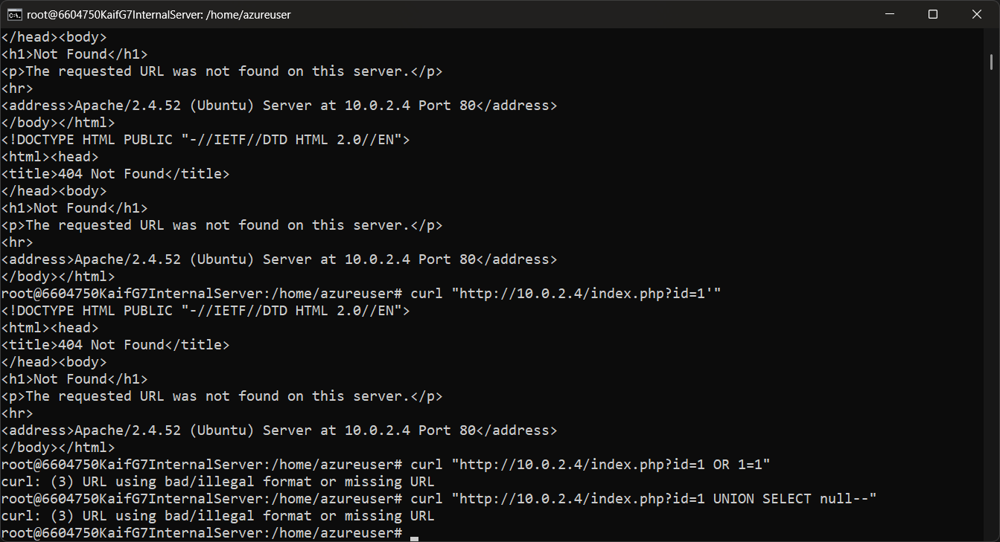 root@6604750KaifG7InternalServer: /home/azureuser
</head><body>
<h1>Not Found</h1>
<p>The requested URL was not found on this server.</p>
<hr>
<address>Apache/2.4.52 (Ubuntu) Server at 10.0.2.4 Port 80</address>
</body></html>
<!DOCTYPE HTML PUBLIC "-//IETF//DTD HTML 2.0//EN">
<html><head>
<title>404 Not Found</title>
</head><body>
<h1>Not Found</h1>
<p>The requested URL was not found on this server.</p>
<hr>
<address>Apache/2.4.52 (Ubuntu) Server at 10.0.2.4 Port 80</address>
</body></html>
root@6604750KaifG7InternalServer:/home/azureuser# curl "http://10.0.2.4/index.php?id=1'"
<!DOCTYPE HTML PUBLIC "-//IETF//DTD HTML 2.0//EN">
<html><head>
<title>404 Not Found</title>
</head><body>
<h1>Not Found</h1>
<p>The requested URL was not found on this server.</p>
<hr>
<address>Apache/2.4.52 (Ubuntu) Server at 10.0.2.4 Port 80</address>
</body></html>
root@6604750KaifG7InternalServer:/home/azureuser# curl "http://10.0.2.4/index.php?id=1 OR 1=1"
curl: (3) URL using bad/illegal format or missing URL
root@6604750KaifG7InternalServer:/home/azureuser# curl "http://10.0.2.4/index.php?id=1 UNION SELECT null--"
curl: (3) URL using bad/illegal format or missing URL
root@6604750KaifG7InternalServer:/home/azureuser#